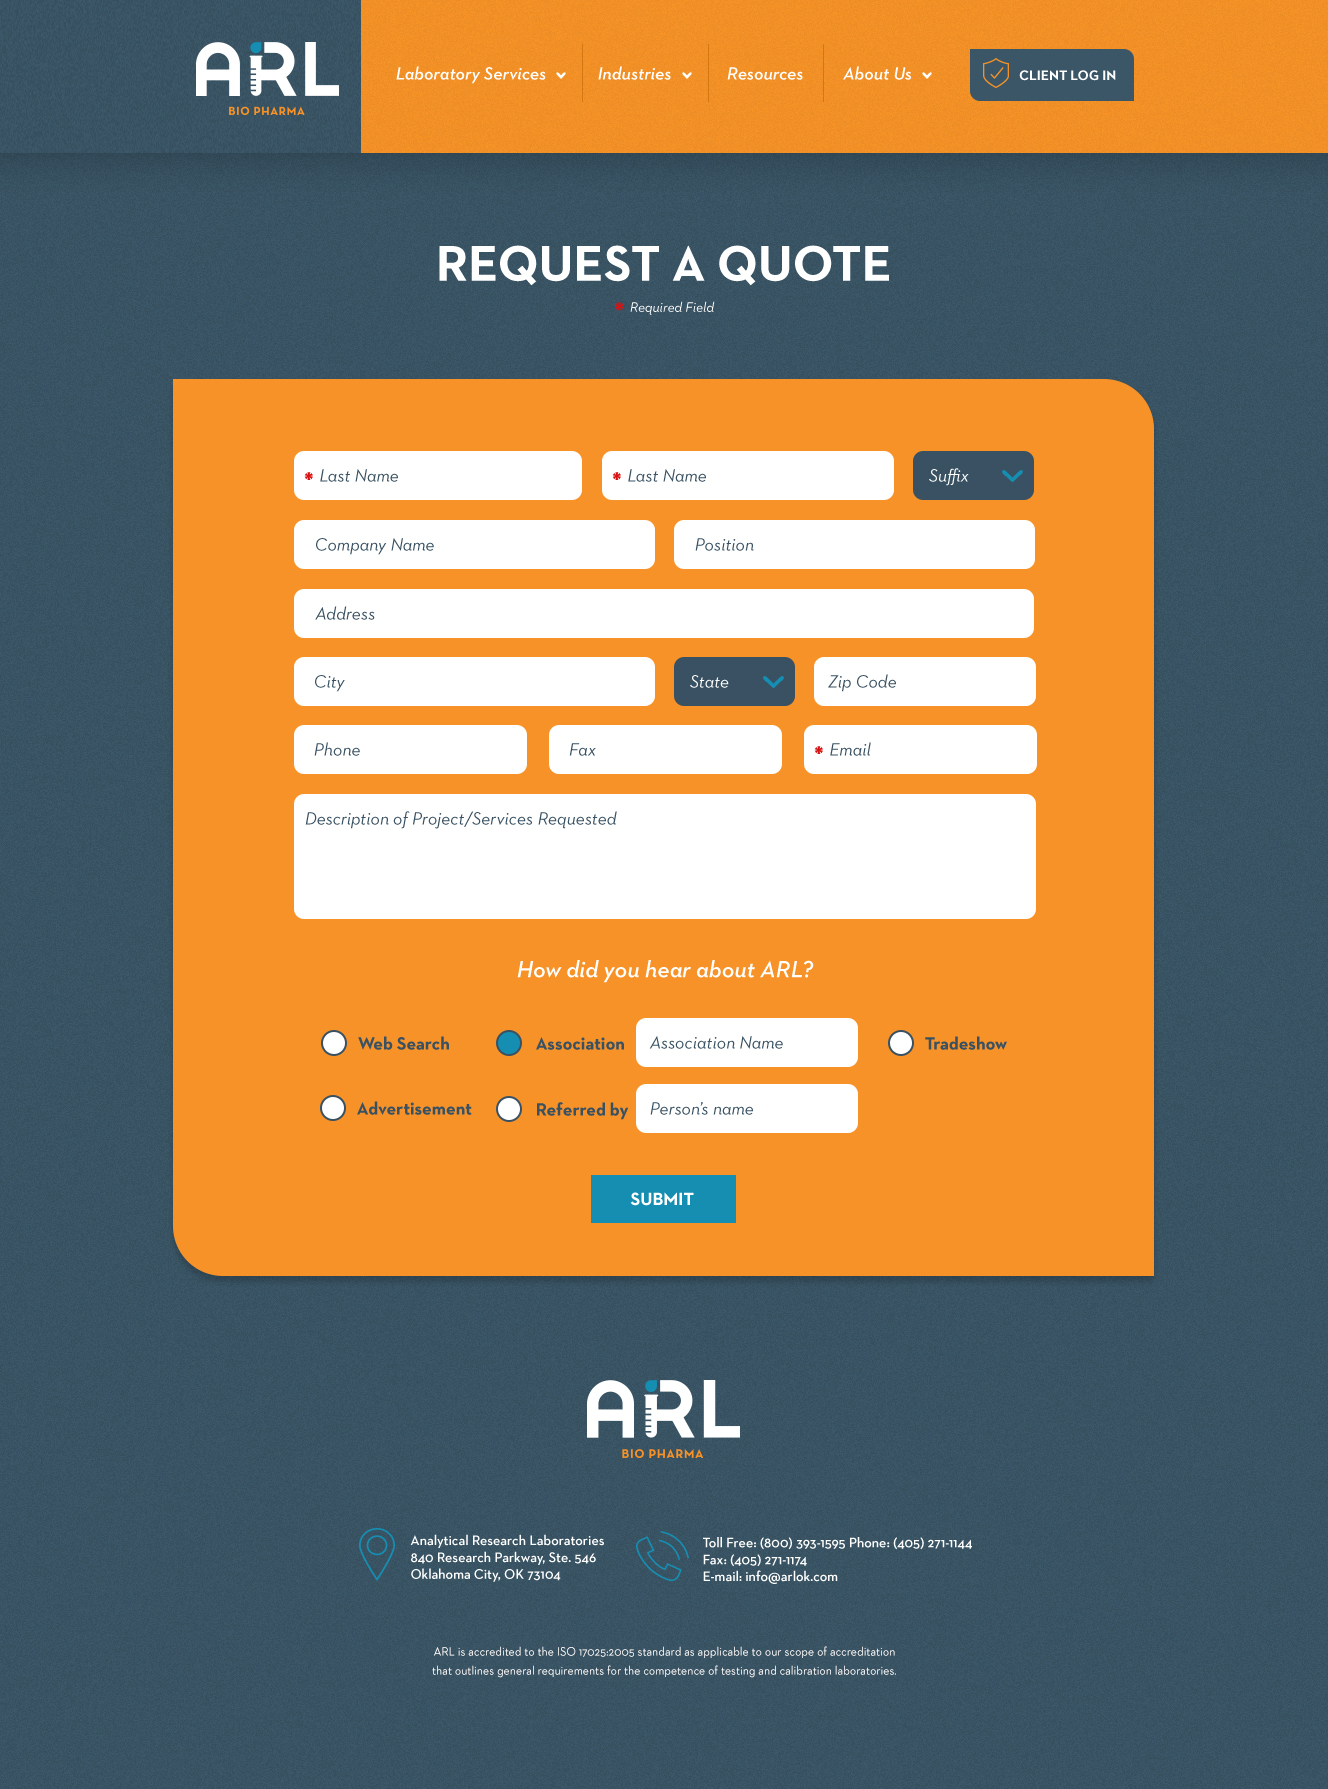 ARL
BIO PHARMA
Laboratory Services
Industries
Resources
About Us
CLIENT LOG IN
REQUEST A QUOTE
* Required Field
* Last Name
* Last Name
Suffix
Company Name
Position
Address
City
State
Zip Code
Phone
Fax
* Email
Description of Project/Services Requested
How did you hear about ARL?
Web Search
Association
Association Name
Tradeshow
Advertisement
Referred by
Person's name
SUBMIT
ARL
BIO PHARMA
Analytical Research Laboratories
840 Research Parkway, Ste. 546
Oklahoma City, OK 73104
Toll Free: (800) 393-1595 Phone: (405) 271-1144
Fax: (405) 271-1174
E-mail: info@arlok.com
ARL is accredited to the ISO 17025:2005 standard as applicable to our scope of accreditation
that outlines general requirements for the competence of testing and calibration laboratories.